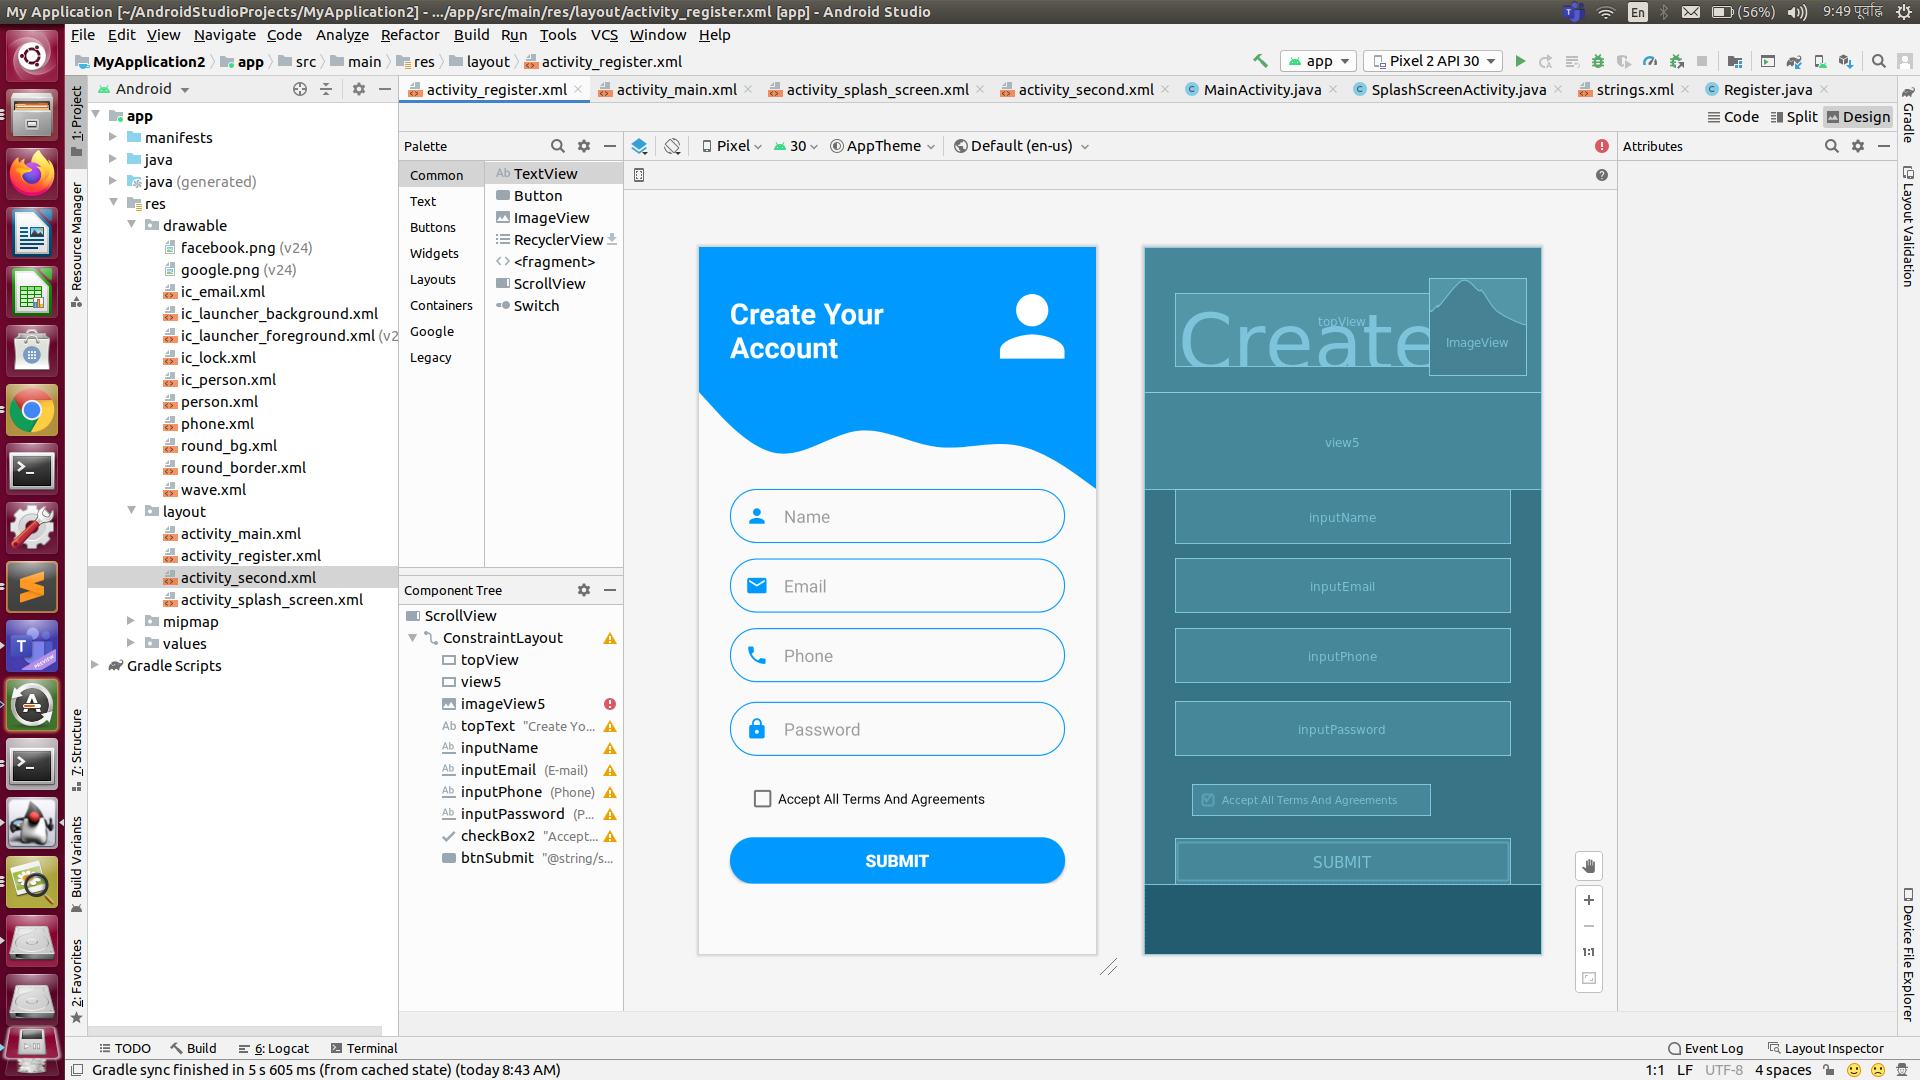 My Application [~/AndroidStudioProjects/MyApplication2] - .../app/src/main/res/layout/activity_register.xml [app] - Android Studio
En (56%) 9:49 पूर्वाह्न
File Edit View Navigate Code Analyze Refactor Build Run Tools VCS Window Help
MyApplication2 app src main res layout activity_register.xml
app Pixel 2 API 30
1: Project
Resource Manager
7: Structure
Build Variants
2: Favorites
Android
app
manifests
java
java (generated)
res
drawable
facebook.png (v24)
google.png (v24)
ic_email.xml
ic_launcher_background.xml
ic_launcher_foreground.xml (v2
ic_lock.xml
ic_person.xml
person.xml
phone.xml
round_bg.xml
round_border.xml
wave.xml
layout
activity_main.xml
activity_register.xml
activity_second.xml
activity_splash_screen.xml
mipmap
values
Gradle Scripts
activity_register.xml activity_main.xml activity_splash_screen.xml activity_second.xml MainActivity.java SplashScreenActivity.java strings.xml Register.java
Code Split Design
Palette
Common
Text
Buttons
Widgets
Layouts
Containers
Google
Legacy
Ab TextView
Button
ImageView
RecyclerView
<fragment>
ScrollView
Switch
Component Tree
ScrollView
ConstraintLayout
topView
view5
imageView5
Ab topText "Create Yo...
Ab inputName
Ab inputEmail (E-mail)
Ab inputPhone (Phone)
Ab inputPassword (P...
checkBox2 "Accept...
btnSubmit "@string/s...
Pixel 30 AppTheme Default (en-us)
Create Your
Account
Name
Email
Phone
Password
Accept All Terms And Agreements
SUBMIT
topView
Create
ImageView
view5
inputName
inputEmail
inputPhone
inputPassword
Accept All Terms And Agreements
SUBMIT
1:1
Attributes
Gradle
Layout Validation
Device File Explorer
TODO Build 6: Logcat Terminal Event Log Layout Inspector
Gradle sync finished in 5 s 605 ms (from cached state) (today 8:43 AM) 1:1 LF UTF-8 4 spaces